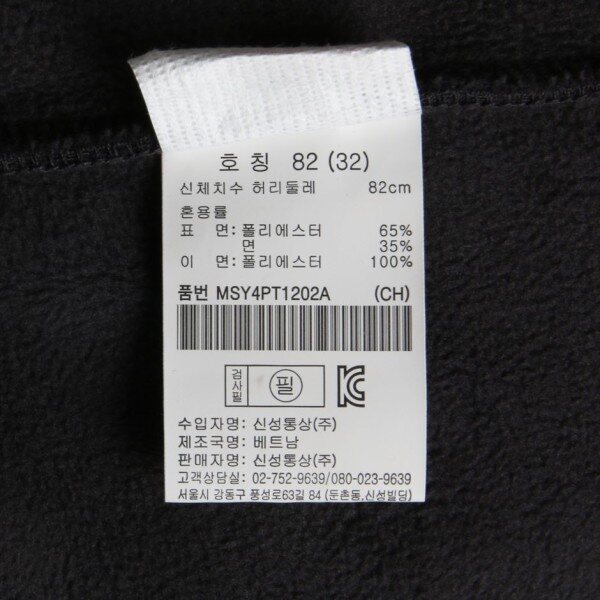 호 칭 82 (32)
신체치수 허리둘레 82cm
혼용률
표 면: 폴리에스터 65%
면 35%
이 면: 폴리에스터 100%
품번 MSY4PT1202A (CH)
검사필 필 KC
수입자명: 신성통상(주)
제조국명: 베트남
판매자명: 신성통상(주)
고객상담실: 02-752-9639/080-023-9639
서울시 강동구 풍성로63길 84 (둔촌동,신성빌딩)